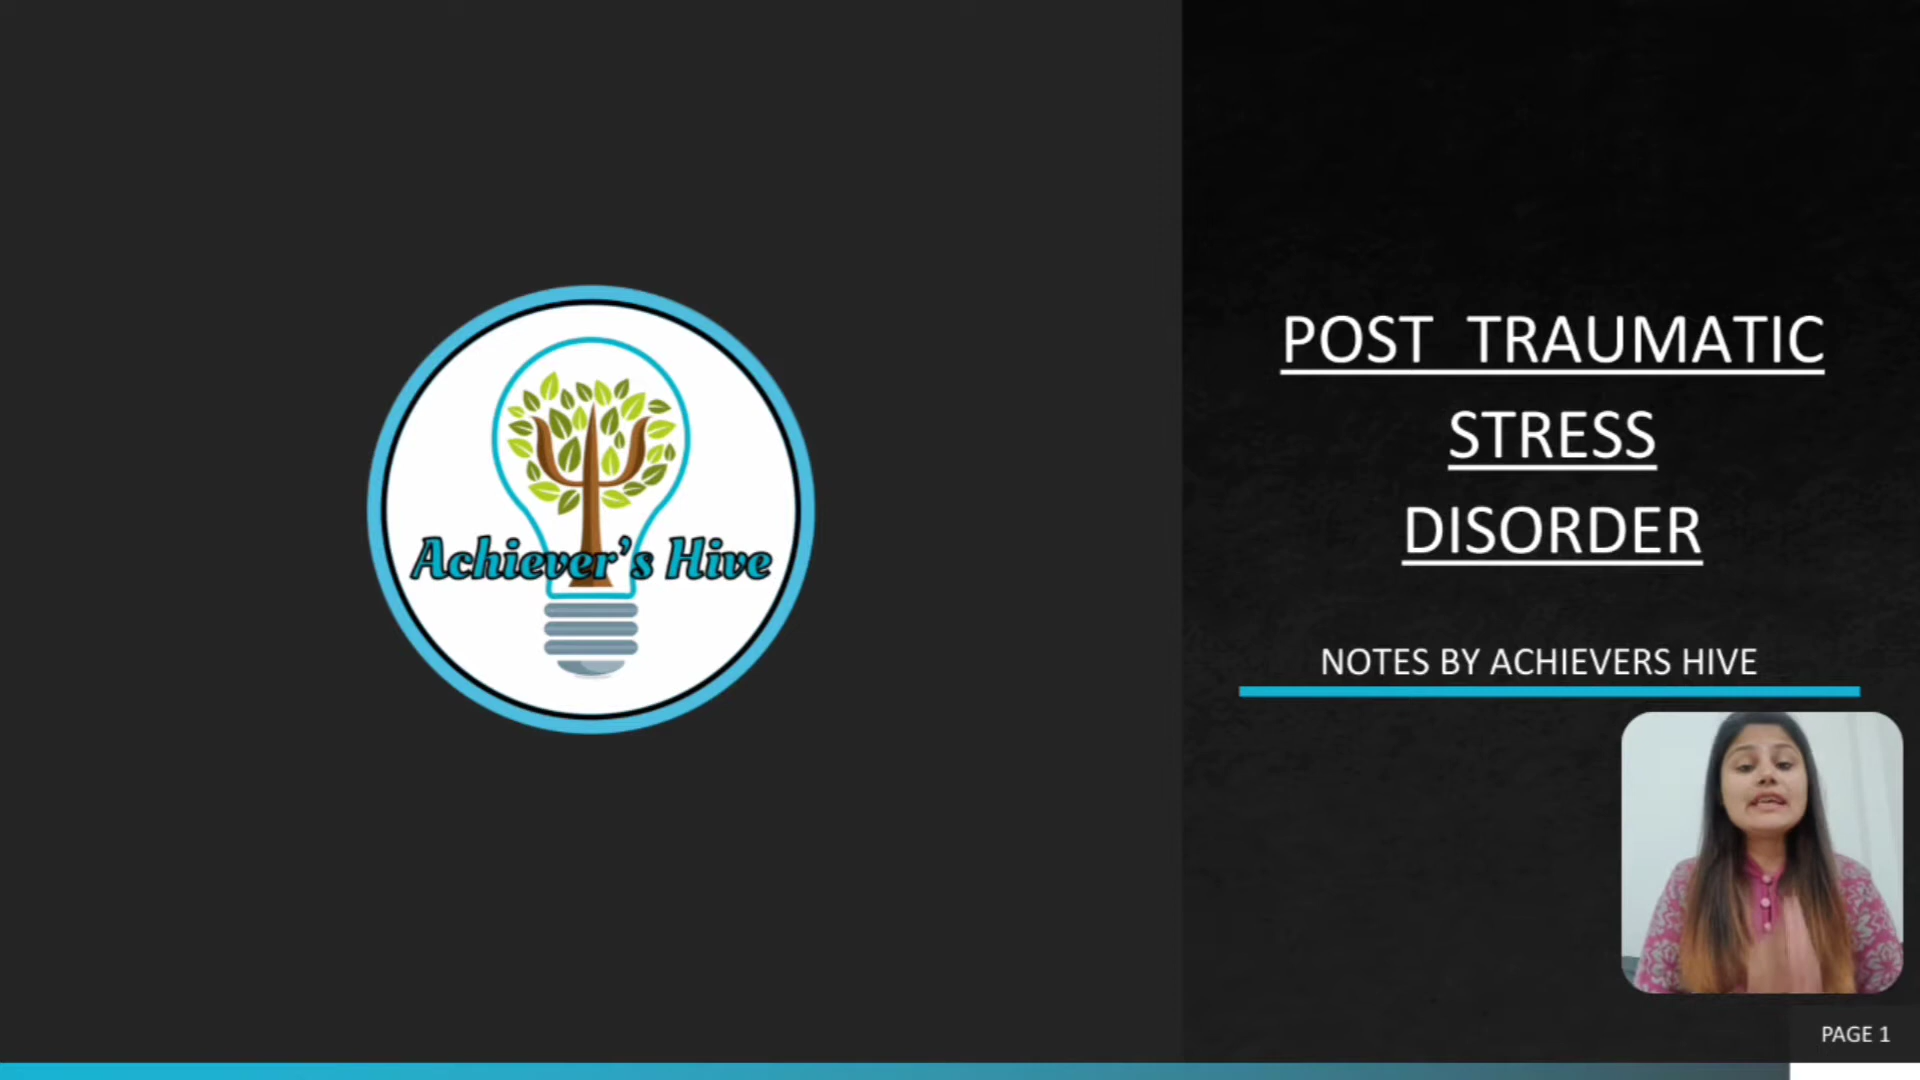 Achiever's Hive
POST TRAUMATIC
STRESS
DISORDER
NOTES BY ACHIEVERS HIVE
PAGE 1